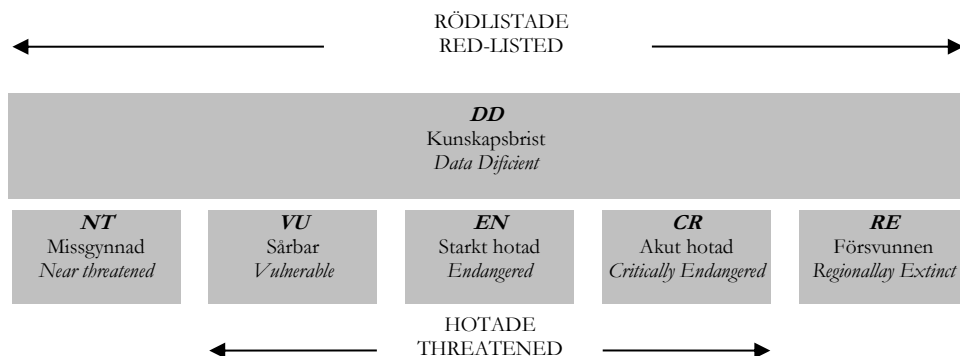 RÖDLISTADE
RED-LISTED
DD
Kunskapsbrist
Data Dificient
NT
Missgynnad
Near threatened
VU
Sårbar
Vulnerable
EN
Starkt hotad
Endangered
CR
Akut hotad
Critically Endangered
RE
Försvunnen
Regionallay Extinct
HOTADE
THREATENED